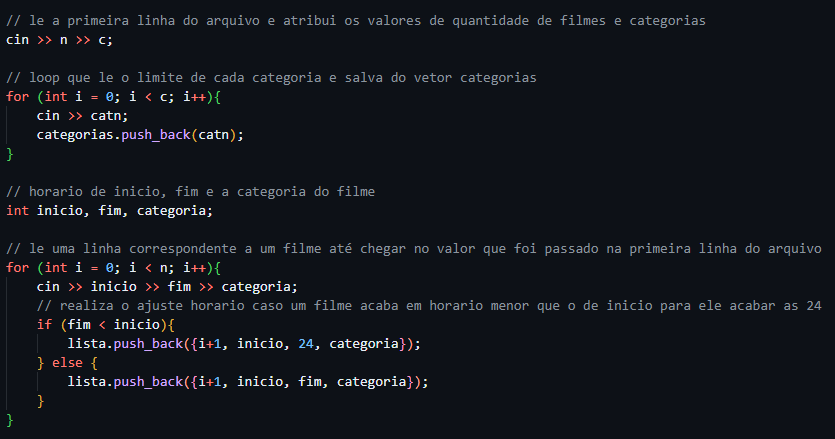 // le a primeira linha do arquivo e atribui os valores de quantidade de filmes e categorias
cin >> n >> c;
// loop que le o limite de cada categoria e salva do vetor categorias
for (int i = 0; i < c; i++){
cin >> catn;
categorias.push_back(catn);
}
// horario de inicio, fim e a categoria do filme
int inicio, fim, categoria;
// le uma linha correspondente a um filme até chegar no valor que foi passado na primeira linha do arquivo
for (int i = 0; i < n; i++){
cin >> inicio >> fim >> categoria;
// realiza o ajuste horario caso um filme acaba em horario menor que o de inicio para ele acabar as 24
if (fim < inicio){
lista.push_back({i+1, inicio, 24, categoria});
} else {
lista.push_back({i+1, inicio, fim, categoria});
}
}